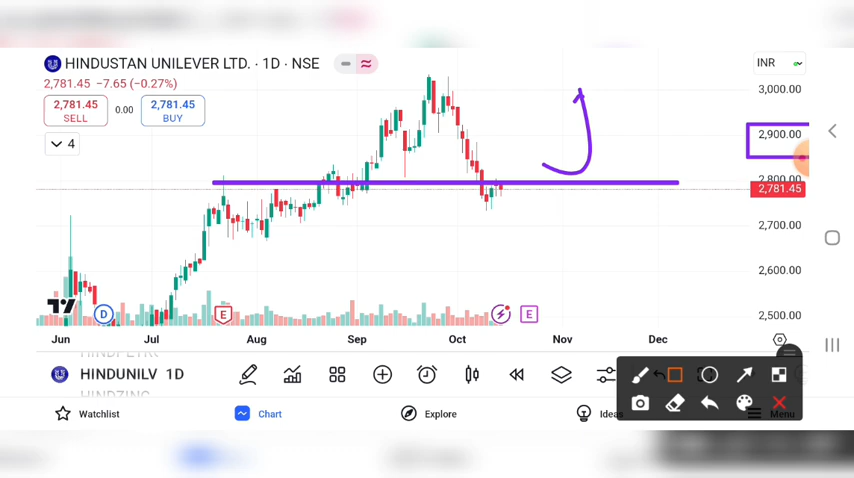 HINDUSTAN UNILEVER LTD. · 1D · NSE
INR
2,781.45 −7.65 (−0.27%)
2,781.45
SELL
0.00
2,781.45
BUY
4
3,000.00
2,900.00
2,800.00
2,781.45
2,700.00
2,600.00
2,500.00
D
E
E
Jun Jul Aug Sep Oct Nov Dec
HINDPETRO
HINDUNILV 1D
HINDZINC
Watchlist
Chart
Explore
Ideas
Menu